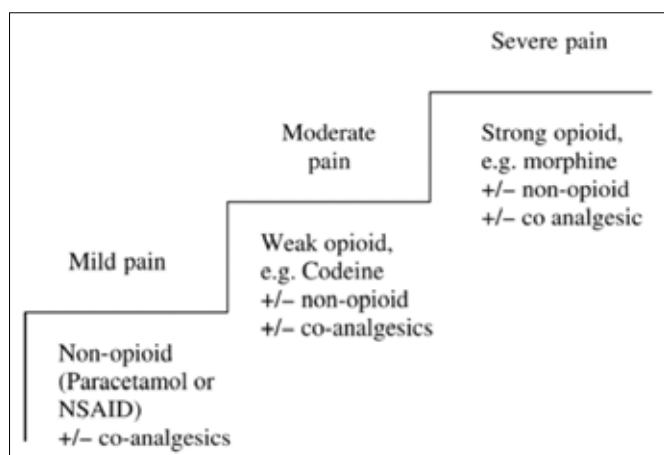 Severe pain
Moderate
pain
Strong opioid,
e.g. morphine
+/– non-opioid
+/– co analgesic
Mild pain
Weak opioid,
e.g. Codeine
+/– non-opioid
+/– co-analgesics
Non-opioid
(Paracetamol or
NSAID)
+/– co-analgesics